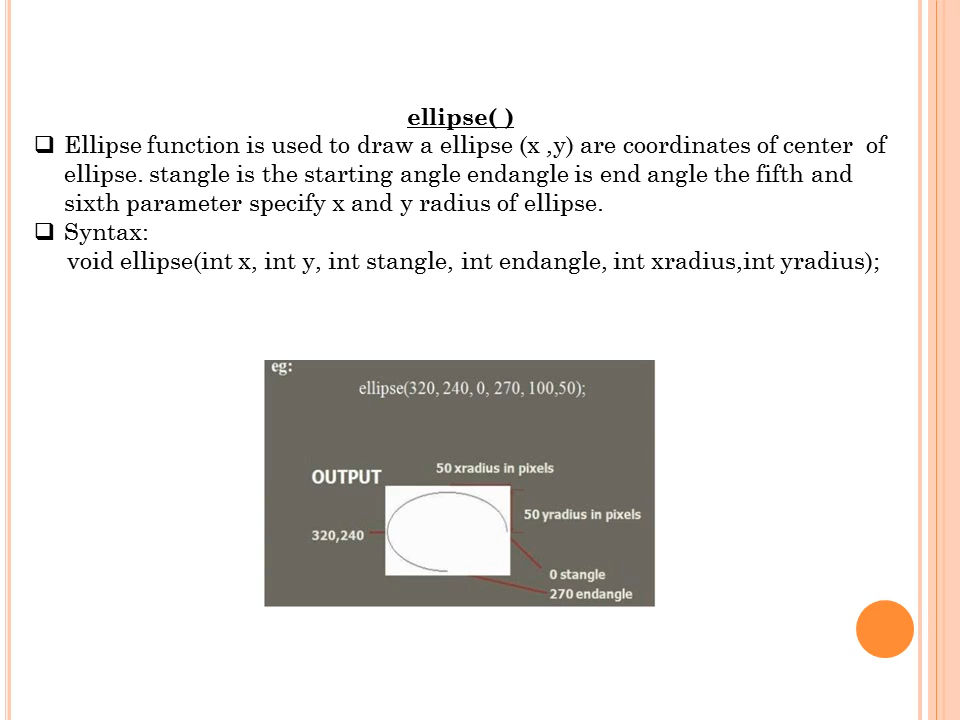 ellipse( )
Ellipse function is used to draw a ellipse (x ,y) are coordinates of center of
ellipse. stangle is the starting angle endangle is end angle the fifth and
sixth parameter specify x and y radius of ellipse.
Syntax:
void ellipse(int x, int y, int stangle, int endangle, int xradius,int yradius);
eg:
ellipse(320, 240, 0, 270, 100,50);
50 xradius in pixels
OUTPUT
50 yradius in pixels
320,240
0 stangle
270 endangle